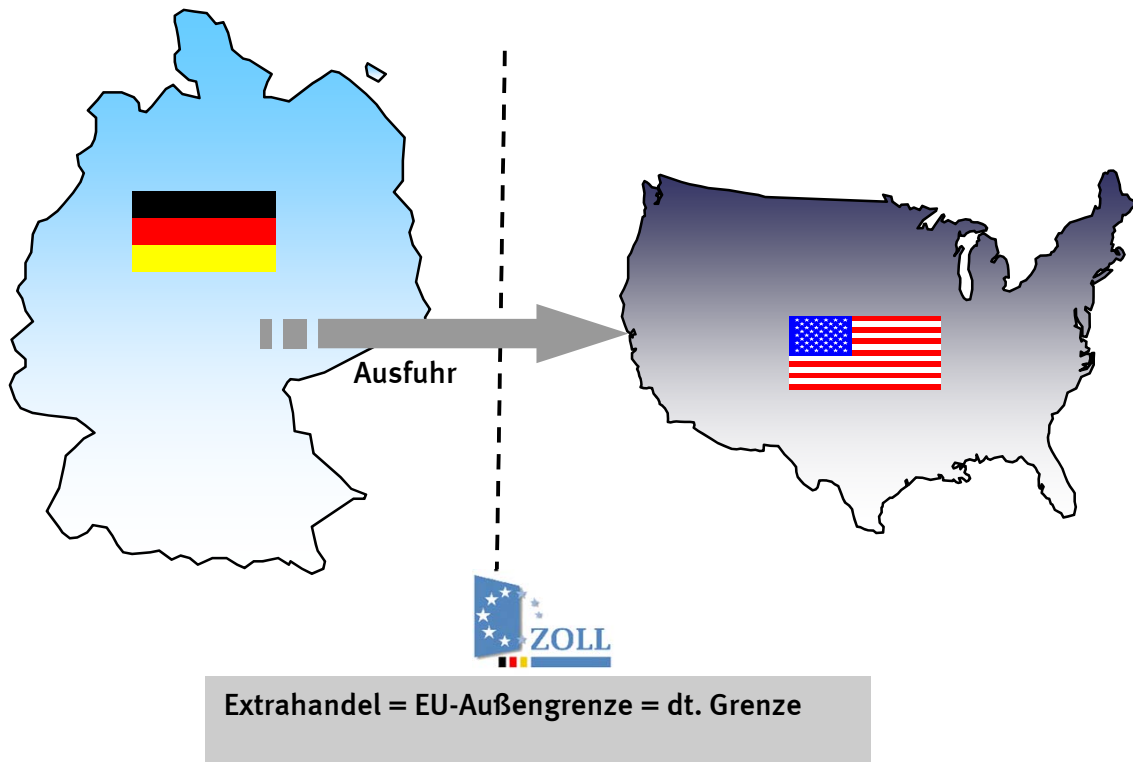 Ausfuhr
ZOLL
Extrahandel = EU-Außengrenze = dt. Grenze